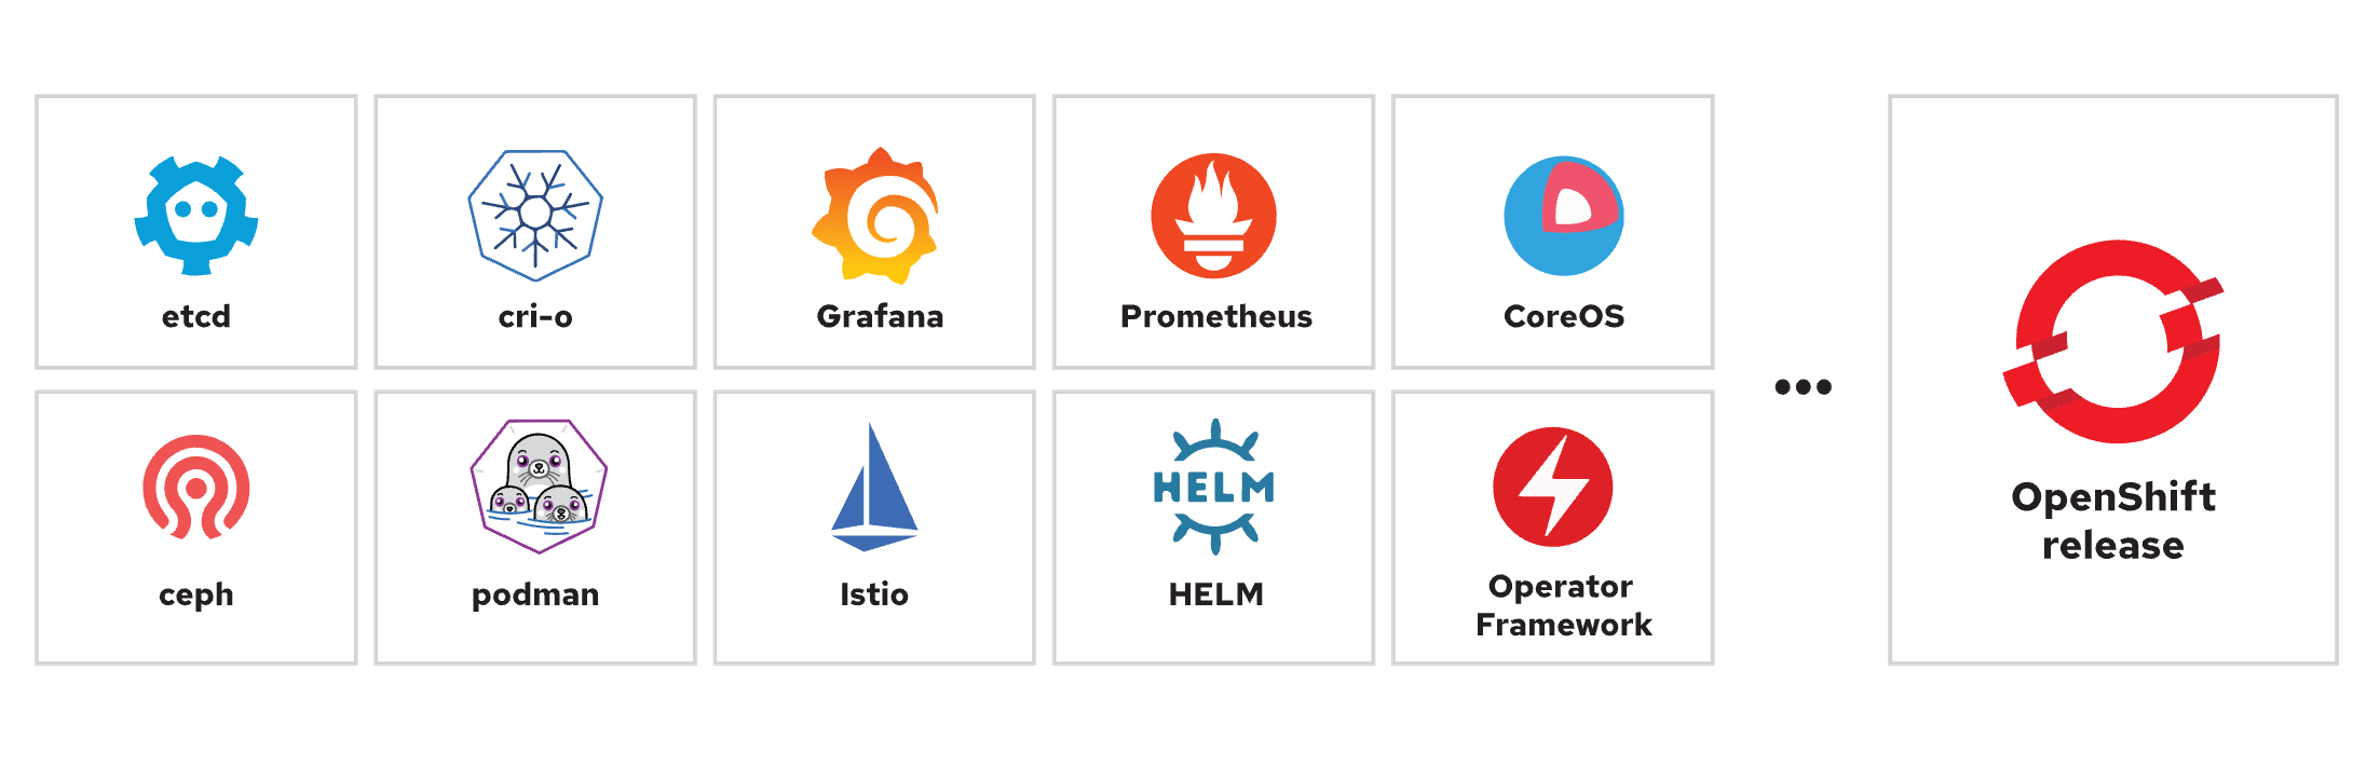 etcd
cri-o
Grafana
Prometheus
CoreOS
ceph
podman
Istio
HELM
HELM
Operator
Framework
•••
OpenShift
release